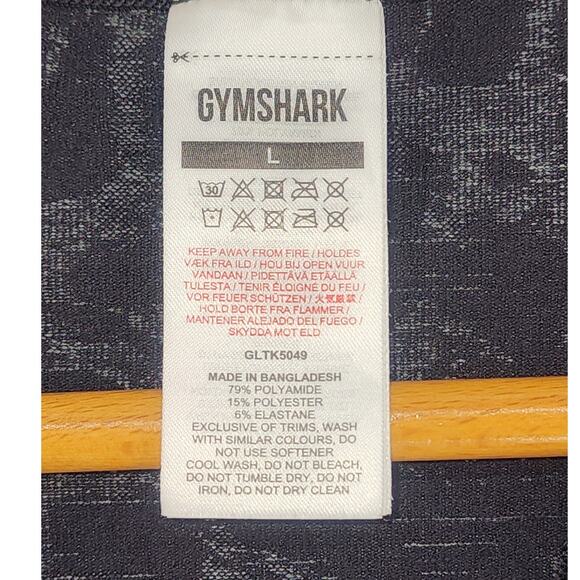 GYMSHARK
L
30
KEEP AWAY FROM FIRE / HOLDES
VÆK FRA ILD / HOU BIJ OPEN VUUR
VANDAAN / PIDETTÄVÄ ETÄÄLLÄ
TULESTA / TENIR ÉLOIGNÉ DU FEU /
VOR FEUER SCHÜTZEN / 火気厳禁 /
HOLD BORTE FRA FLAMMER /
MANTENER ALEJADO DEL FUEGO /
SKYDDA MOT ELD
GLTK5049
MADE IN BANGLADESH
79% POLYAMIDE
15% POLYESTER
6% ELASTANE
EXCLUSIVE OF TRIMS, WASH
WITH SIMILAR COLOURS, DO
NOT USE SOFTENER
COOL WASH, DO NOT BLEACH,
DO NOT TUMBLE DRY, DO NOT
IRON, DO NOT DRY CLEAN